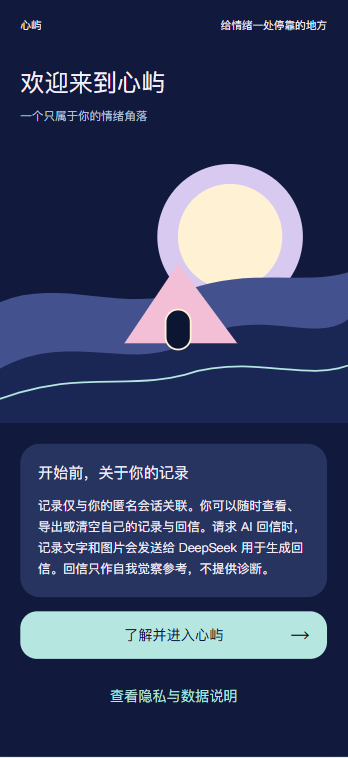 心屿
给情绪一处停靠的地方
欢迎来到心屿
一个只属于你的情绪角落
开始前，关于你的记录
记录仅与你的匿名会话关联。你可以随时查看、
导出或清空自己的记录与回信。请求 AI 回信时，
记录文字和图片会发送给 DeepSeek 用于生成回
信。回信只作自我觉察参考，不提供诊断。
了解并进入心屿
查看隐私与数据说明